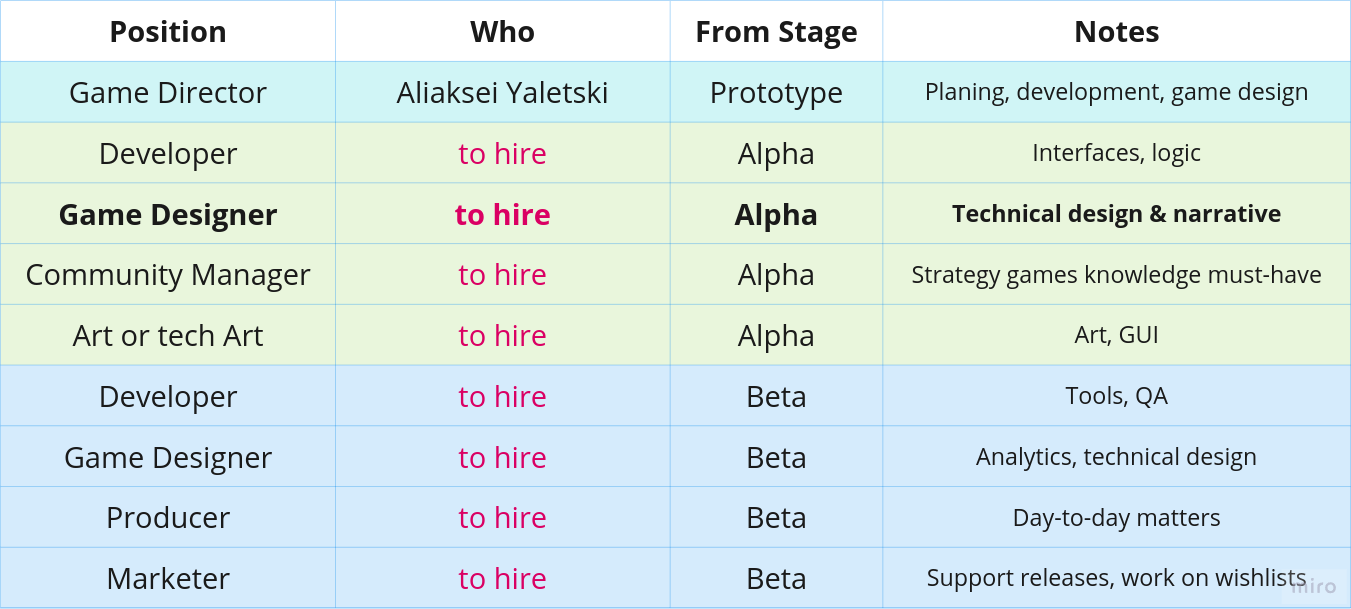 Position Who From Stage Notes
Game Director Aliaksei Yaletski Prototype Planing, development, game design
Developer to hire Alpha Interfaces, logic
Game Designer to hire Alpha Technical design & narrative
Community Manager to hire Alpha Strategy games knowledge must-have
Art or tech Art to hire Alpha Art, GUI
Developer to hire Beta Tools, QA
Game Designer to hire Beta Analytics, technical design
Producer to hire Beta Day-to-day matters
Marketer to hire Beta Support releases, work on wishlists
miro